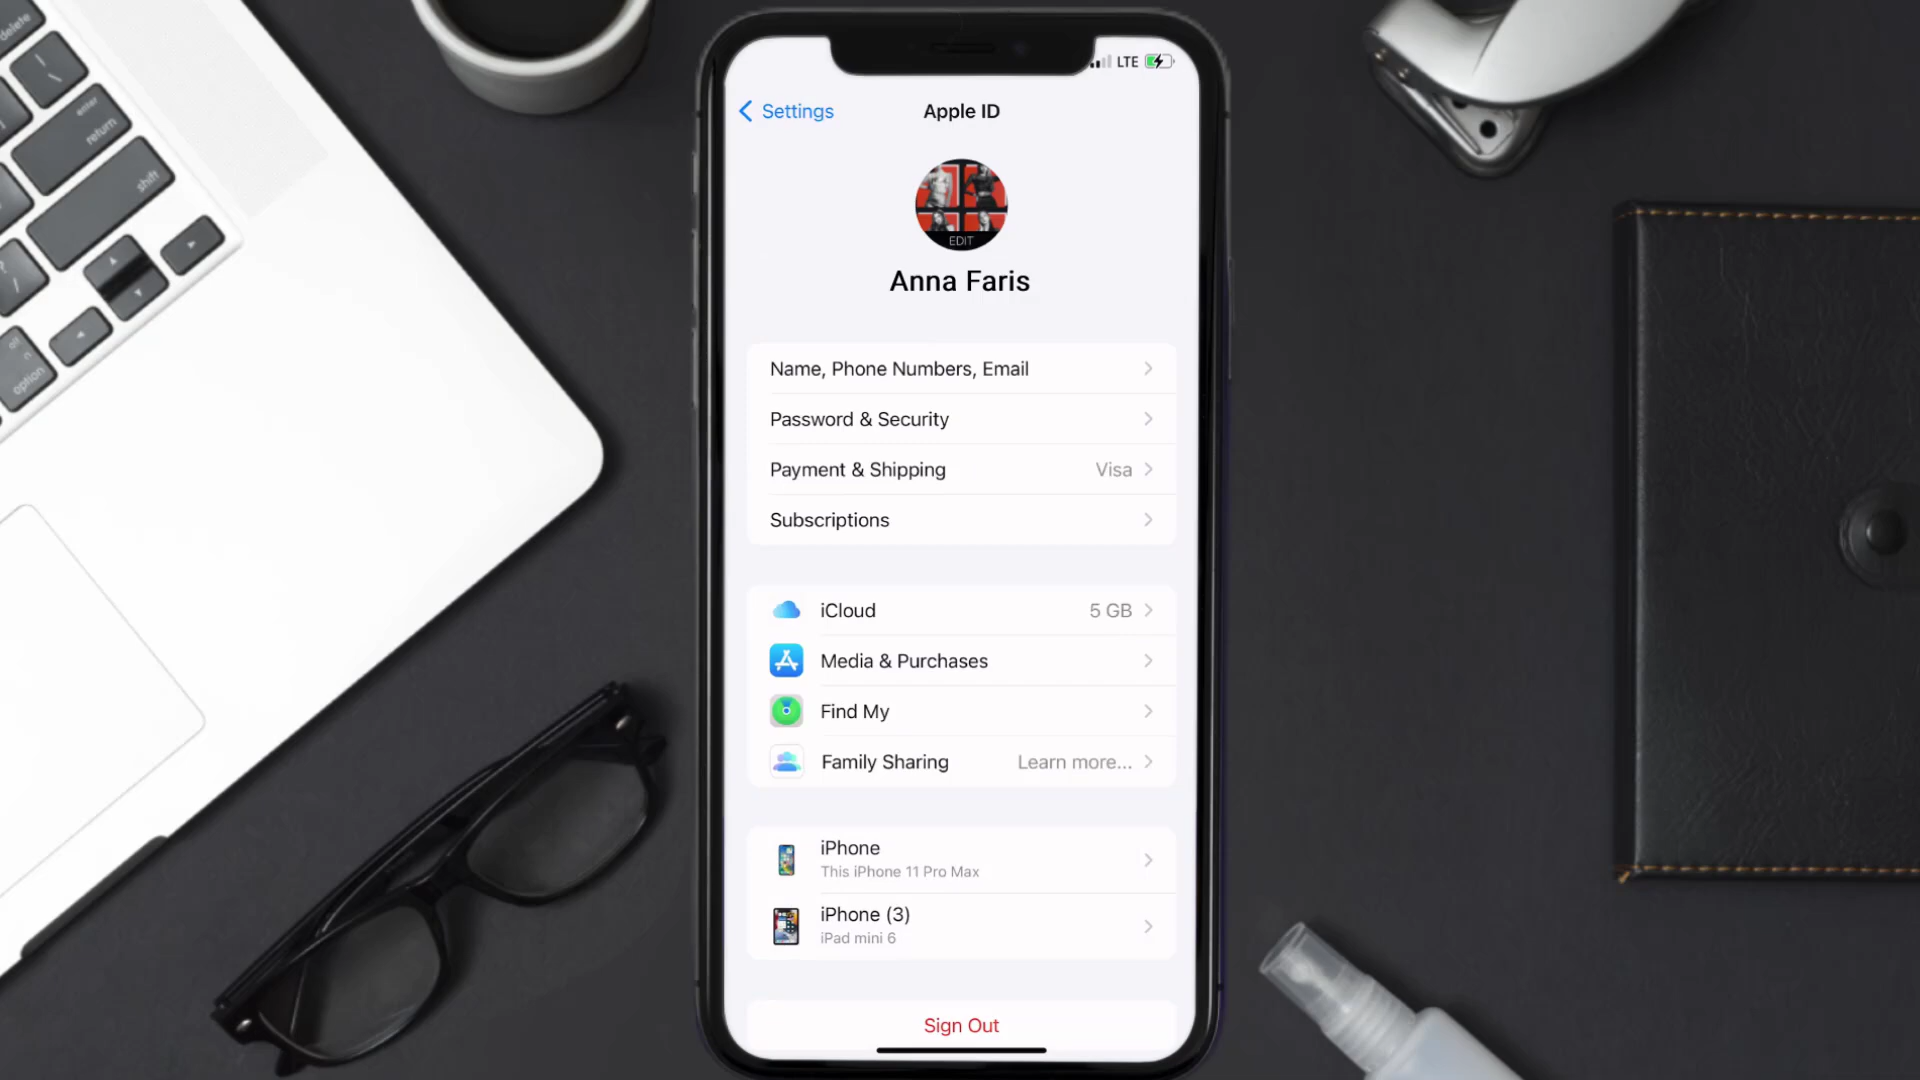 delete
enter
return
shift
option
LTE
Settings
Apple ID
EDIT
Anna Faris
Name, Phone Numbers, Email
Password & Security
Payment & Shipping
Visa
Subscriptions
iCloud
5 GB
Media & Purchases
Find My
Family Sharing
Learn more...
iPhone
This iPhone 11 Pro Max
iPhone (3)
iPad mini 6
Sign Out